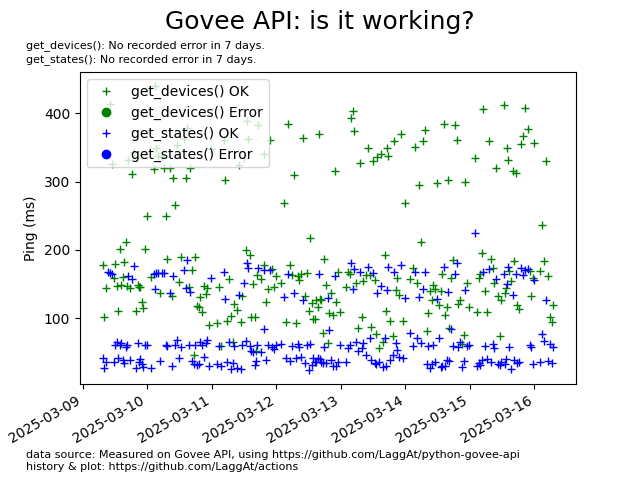 Govee API: is it working?
get_devices(): No recorded error in 7 days.
get_states(): No recorded error in 7 days.
get_devices() OK
get_devices() Error
get_states() OK
get_states() Error
Ping (ms)
400
300
200
100
2025-03-09
2025-03-10
2025-03-11
2025-03-12
2025-03-13
2025-03-14
2025-03-15
2025-03-16
data source: Measured on Govee API, using https://github.com/LaggAt/python-govee-api
history & plot: https://github.com/LaggAt/actions